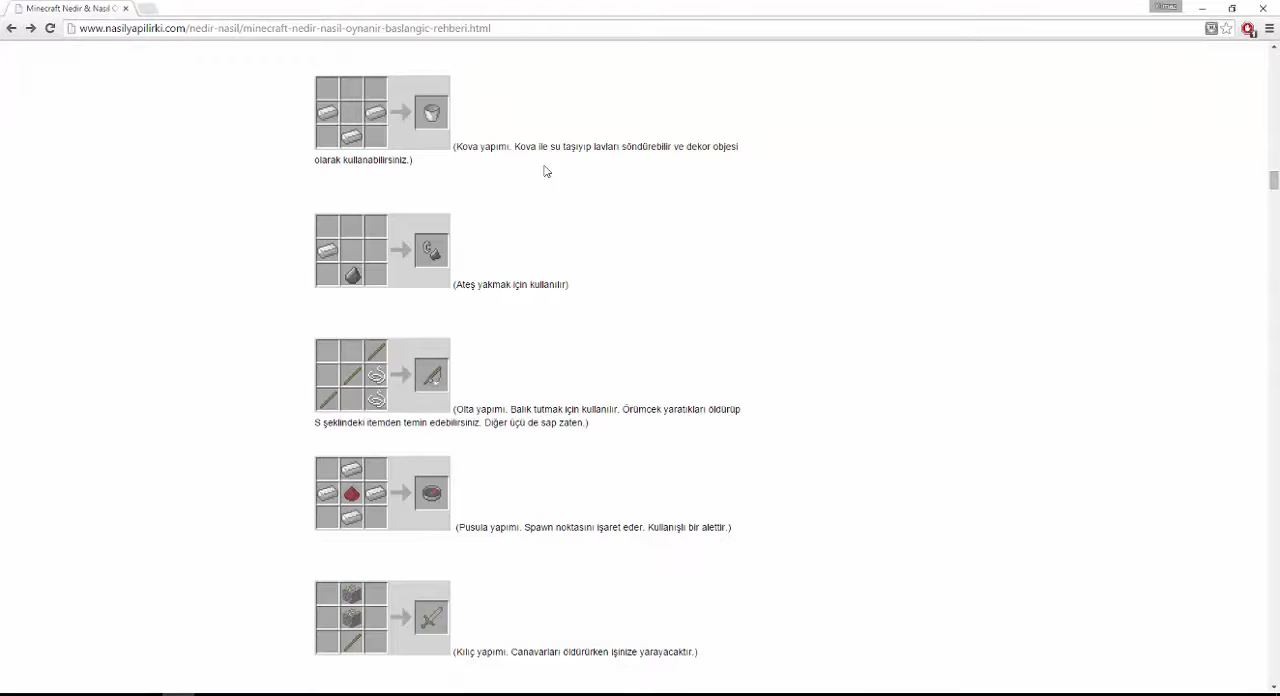 Minecraft Nedir & Nasıl O
Yılmaz
www.nasilyapilirki.com/nedir-nasil/minecraft-nedir-nasil-oynanir-baslangic-rehberi.html
(Kova yapımı. Kova ile su taşıyıp lavları söndürebilir ve dekor objesi
olarak kullanabilirsiniz.)
(Ateş yakmak için kullanılır)
(Olta yapımı. Balık tutmak için kullanılır. Örümcek yaratıkları öldürüp
S şeklindeki itemden temin edebilirsiniz. Diğer üçü de sap zaten.)
(Pusula yapımı. Spawn noktasını işaret eder. Kullanışlı bir alettir.)
(Kılıç yapımı. Canavarları öldürürken işinize yarayacaktır.)